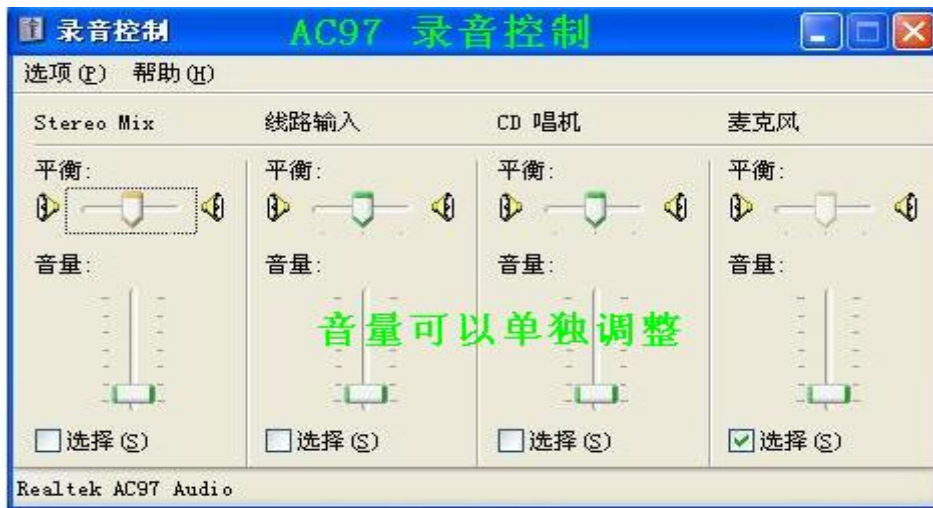 录音控制 AC97 录音控制
选项(P) 帮助(H)
Stereo Mix 线路输入 CD 唱机 麦克风
平衡: 平衡: 平衡: 平衡:
音量: 音量: 音量: 音量:
音量可以单独调整
选择(S) 选择(S) 选择(S) 选择(S)
Realtek AC97 Audio